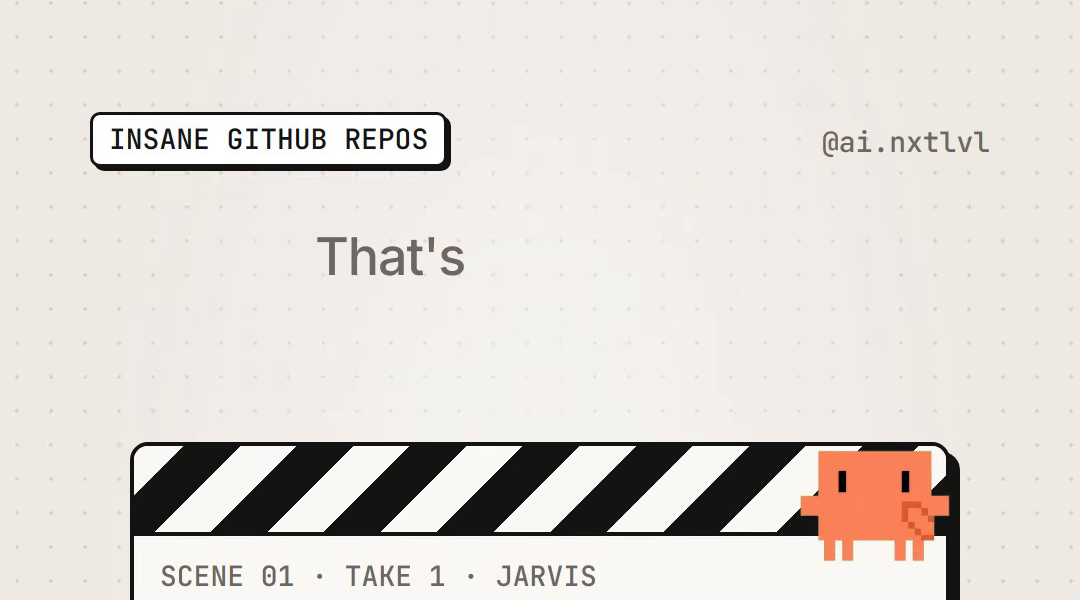 INSANE GITHUB REPOS
@ai.nxtlvl
That's
SCENE 01 · TAKE 1 · JARVIS